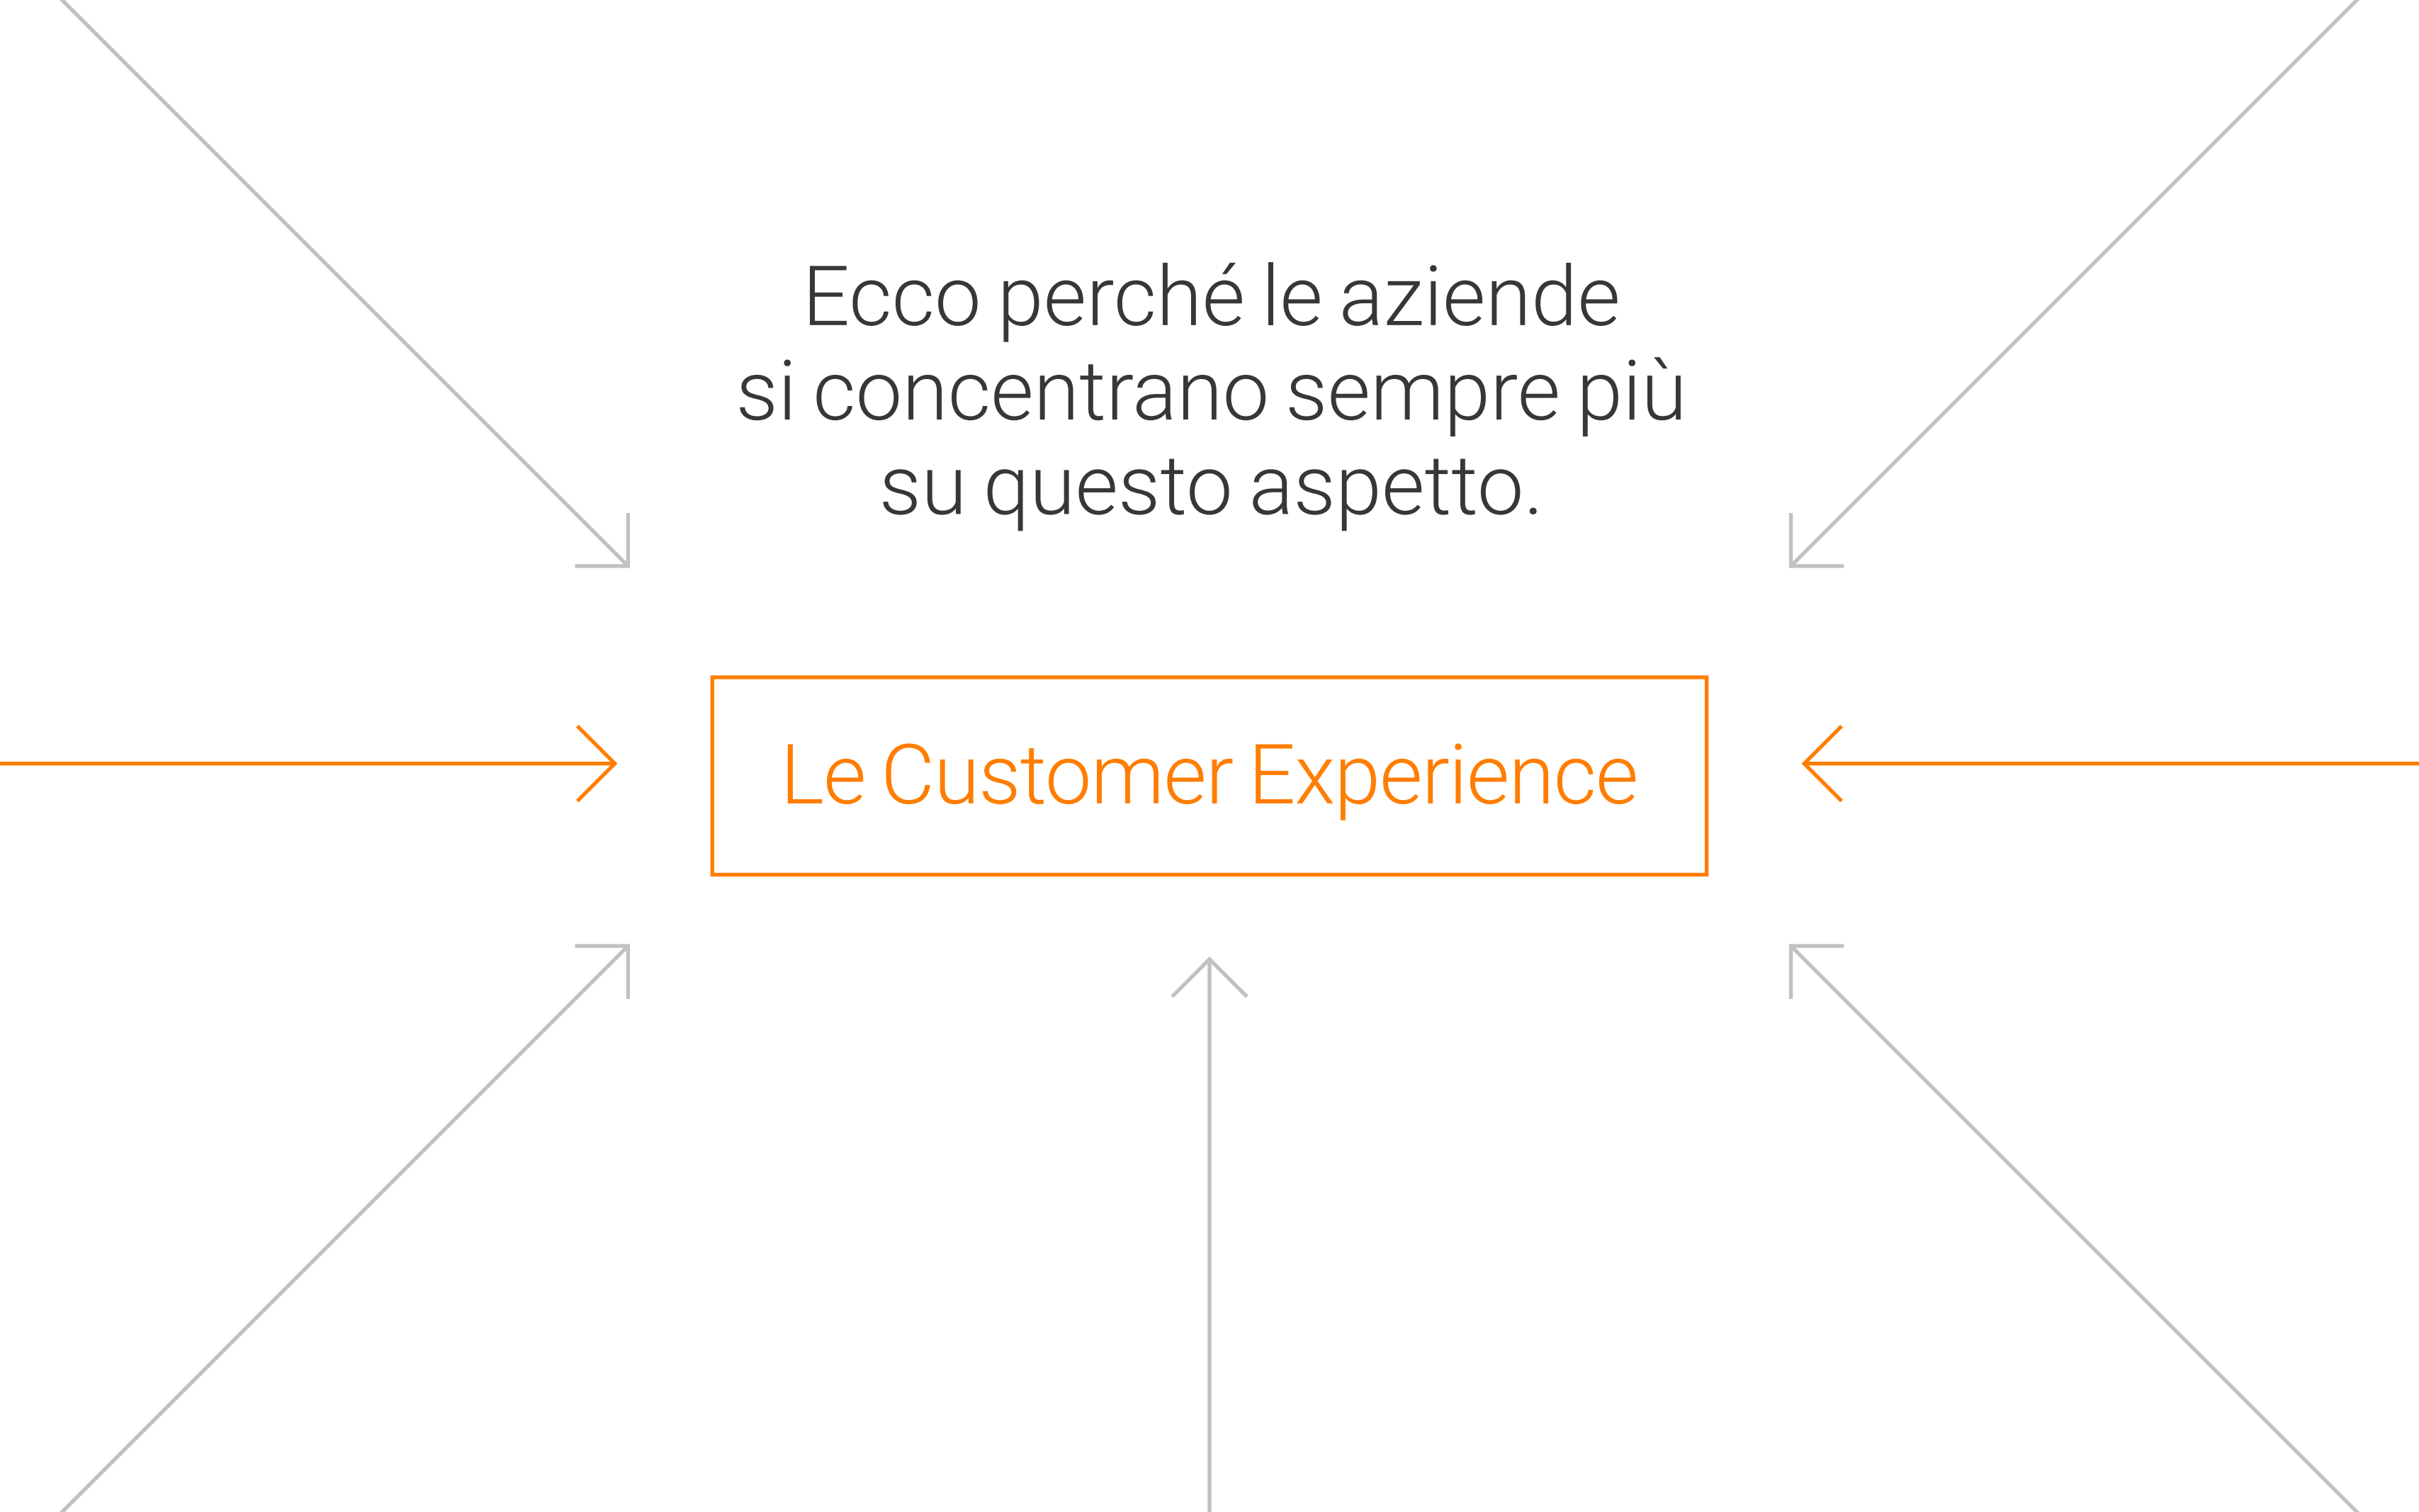 Ecco perché le aziende
si concentrano sempre più
su questo aspetto.
Le Customer Experience